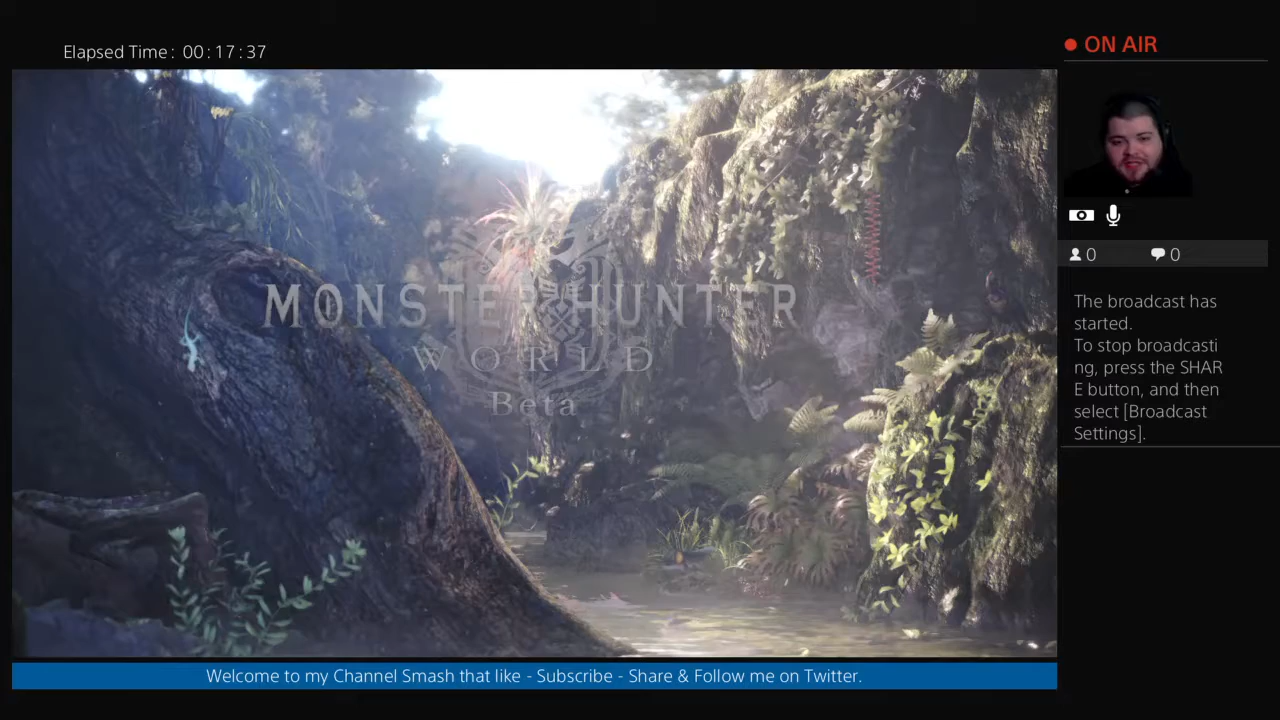 Elapsed Time: 00:17:37
ON AIR
MONSTER HUNTER
WORLD
Beta
0
0
The broadcast has
started.
To stop broadcasti
ng, press the SHAR
E button, and then
select [Broadcast
Settings].
Welcome to my Channel Smash that like - Subscribe - Share & Follow me on Twitter.